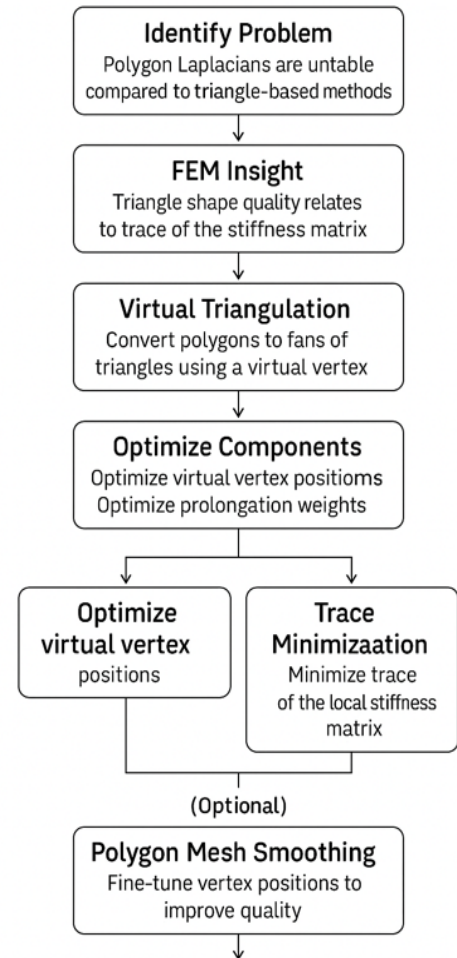 Identify Problem
Polygon Laplacians are untable
compared to triangle-based methods
FEM Insight
Triangle shape quality relates
to trace of the stiffness matrix
Virtual Triangulation
Convert polygons to fans of
triangles using a virtual vertex
Optimize Components
Optimize virtual vertex positioms
Optimize prolongation weights
Optimize
virtual vertex
positions
Trace
Minimizaation
Minimize trace
of the local stiffness
matrix
(Optional)
Polygon Mesh Smoothing
Fine-tune vertex positions to
improve quality